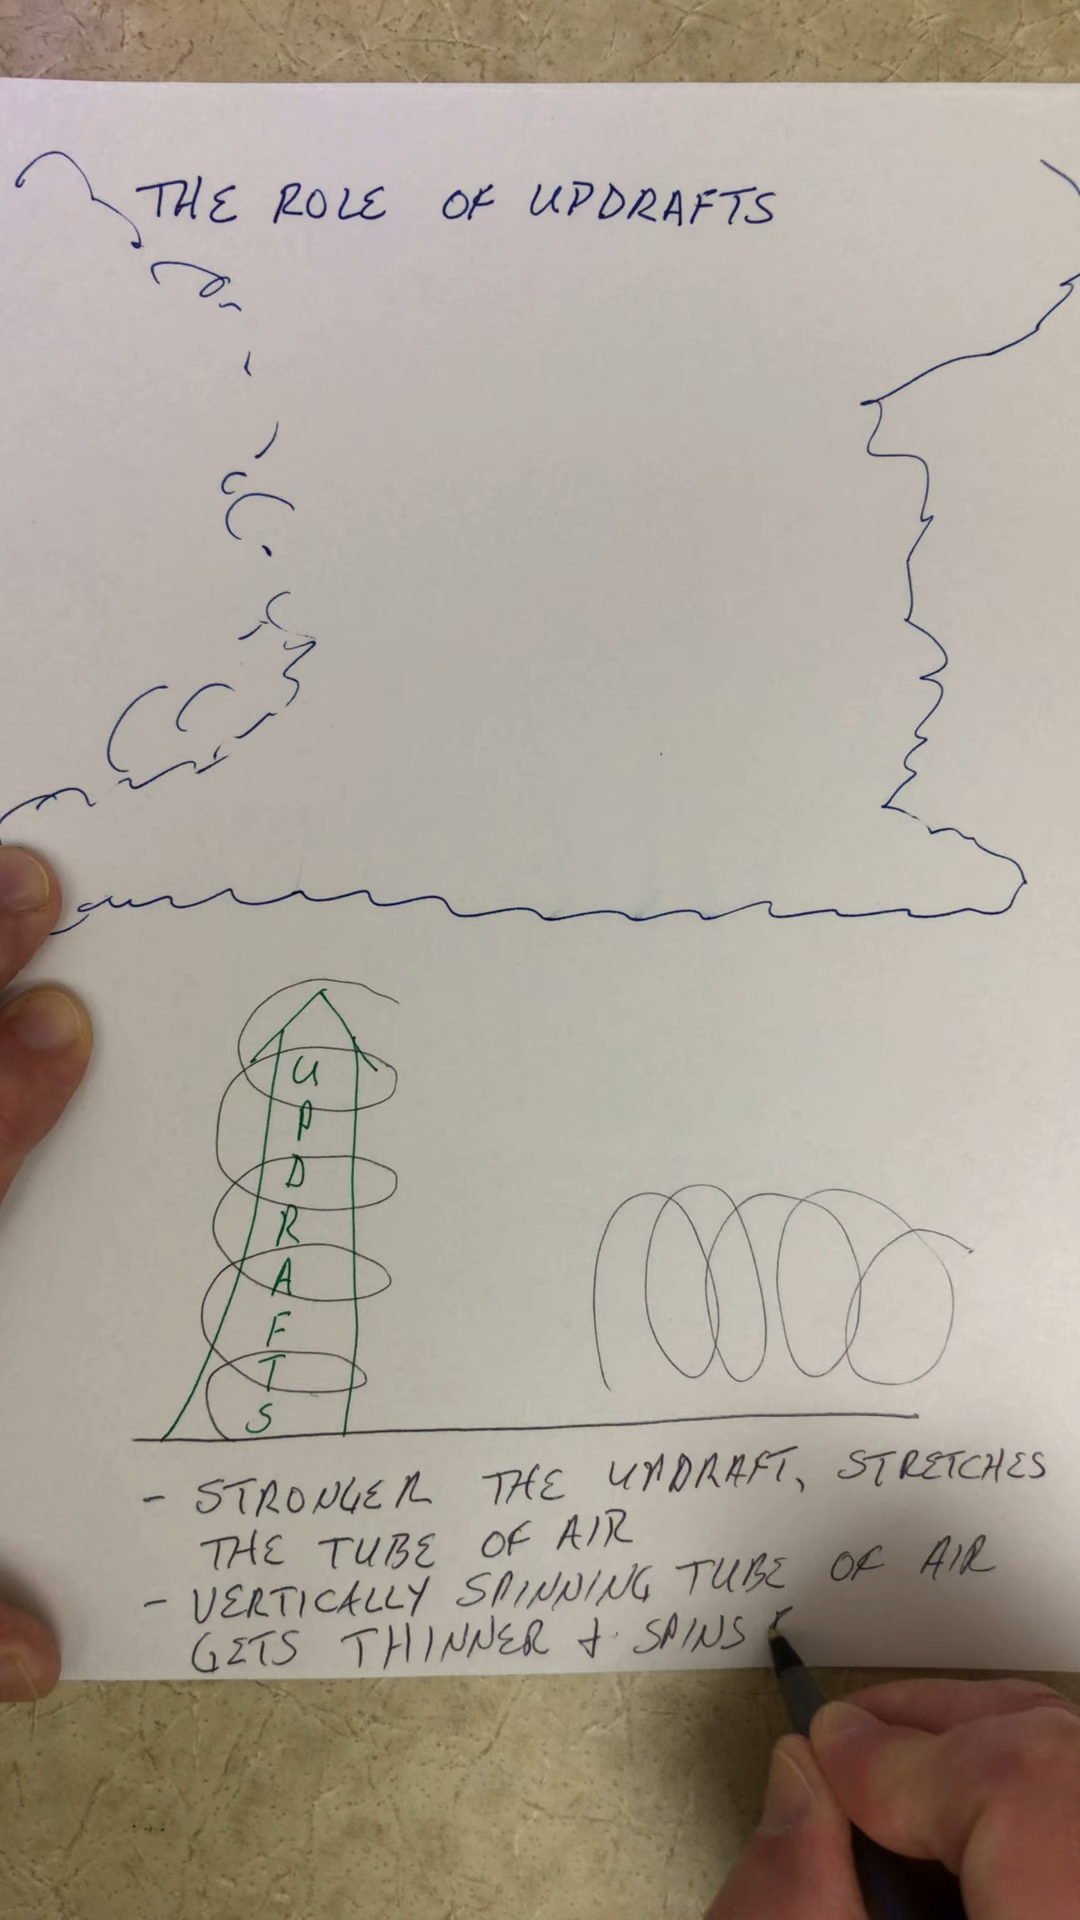 THE ROLE OF UPDRAFTS
UPDRAFTS
- STRONGER THE UPDRAFT, STRETCHES
THE TUBE OF AIR
- VERTICALLY SPINNING TUBE OF AIR
GETS THINNER & SPINS